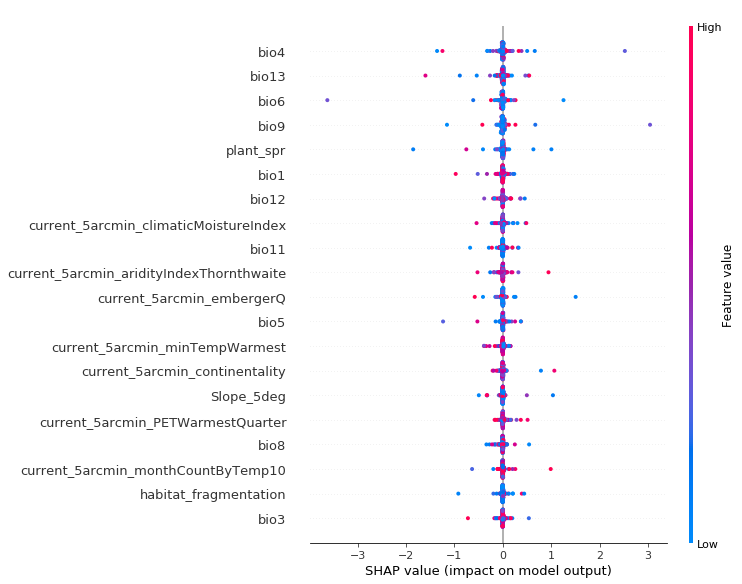 High
bio4
bio13
bio6
bio9
plant_spr
bio1
bio12
current_5arcmin_climaticMoistureIndex
bio11
current_5arcmin_aridityIndexThornthwaite
current_5arcmin_embergerQ
bio5
current_5arcmin_minTempWarmest
current_5arcmin_continentality
Slope_5deg
current_5arcmin_PETWarmestQuarter
bio8
current_5arcmin_monthCountByTemp10
habitat_fragmentation
bio3
Low
Feature value
−3 −2 −1 0 1 2 3
SHAP value (impact on model output)